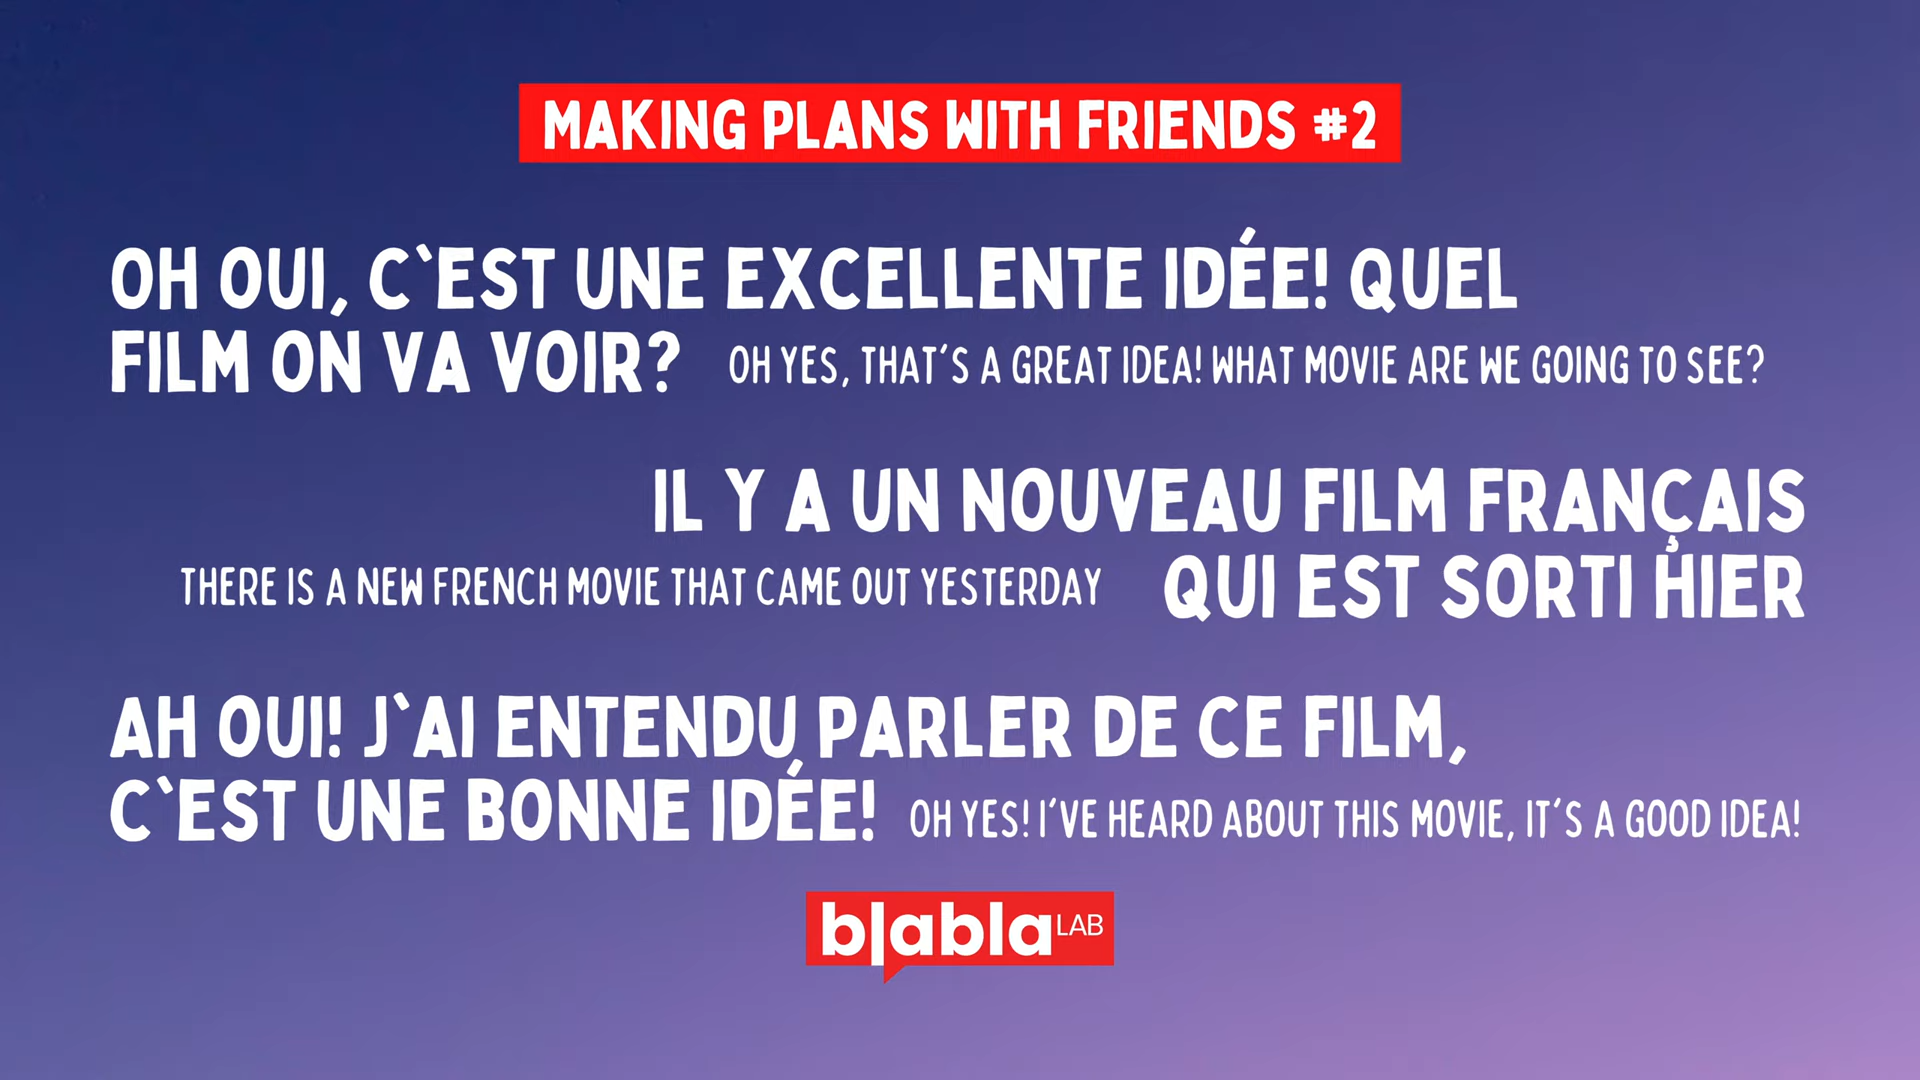 MAKING PLANS WITH FRIENDS #2
OH OUI, C`EST UNE EXCELLENTE IDÉE! QUEL
FILM ON VA VOIR? OH YES, THAT'S A GREAT IDEA! WHAT MOVIE ARE WE GOING TO SEE?
IL Y A UN NOUVEAU FILM FRANÇAIS
THERE IS A NEW FRENCH MOVIE THAT CAME OUT YESTERDAY QUI EST SORTI HIER
AH OUI! J`AI ENTENDU PARLER DE CE FILM,
C`EST UNE BONNE IDÉE! OH YES! I'VE HEARD ABOUT THIS MOVIE, IT'S A GOOD IDEA!
blabla LAB